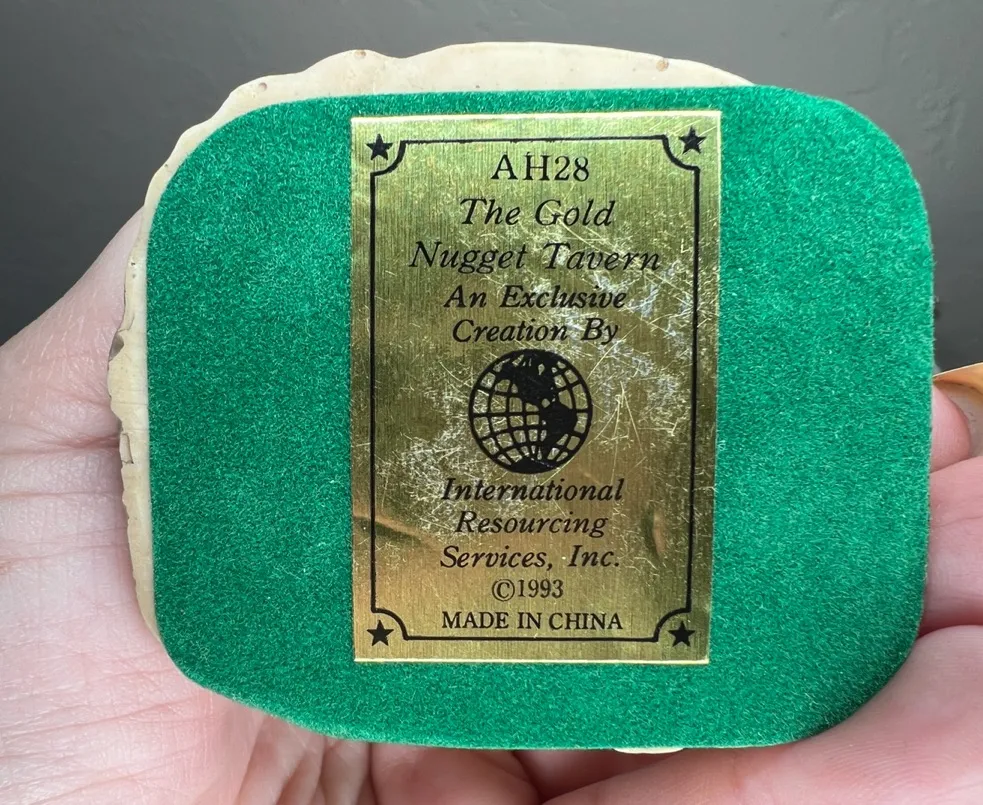 AH28
The Gold
Nugget Tavern
An Exclusive
Creation By
International
Resourcing
Services, Inc.
©1993
MADE IN CHINA